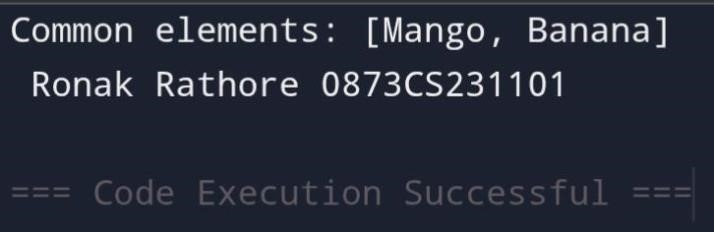 Common elements: [Mango, Banana]
Ronak Rathore 0873CS231101
=== Code Execution Successful ===